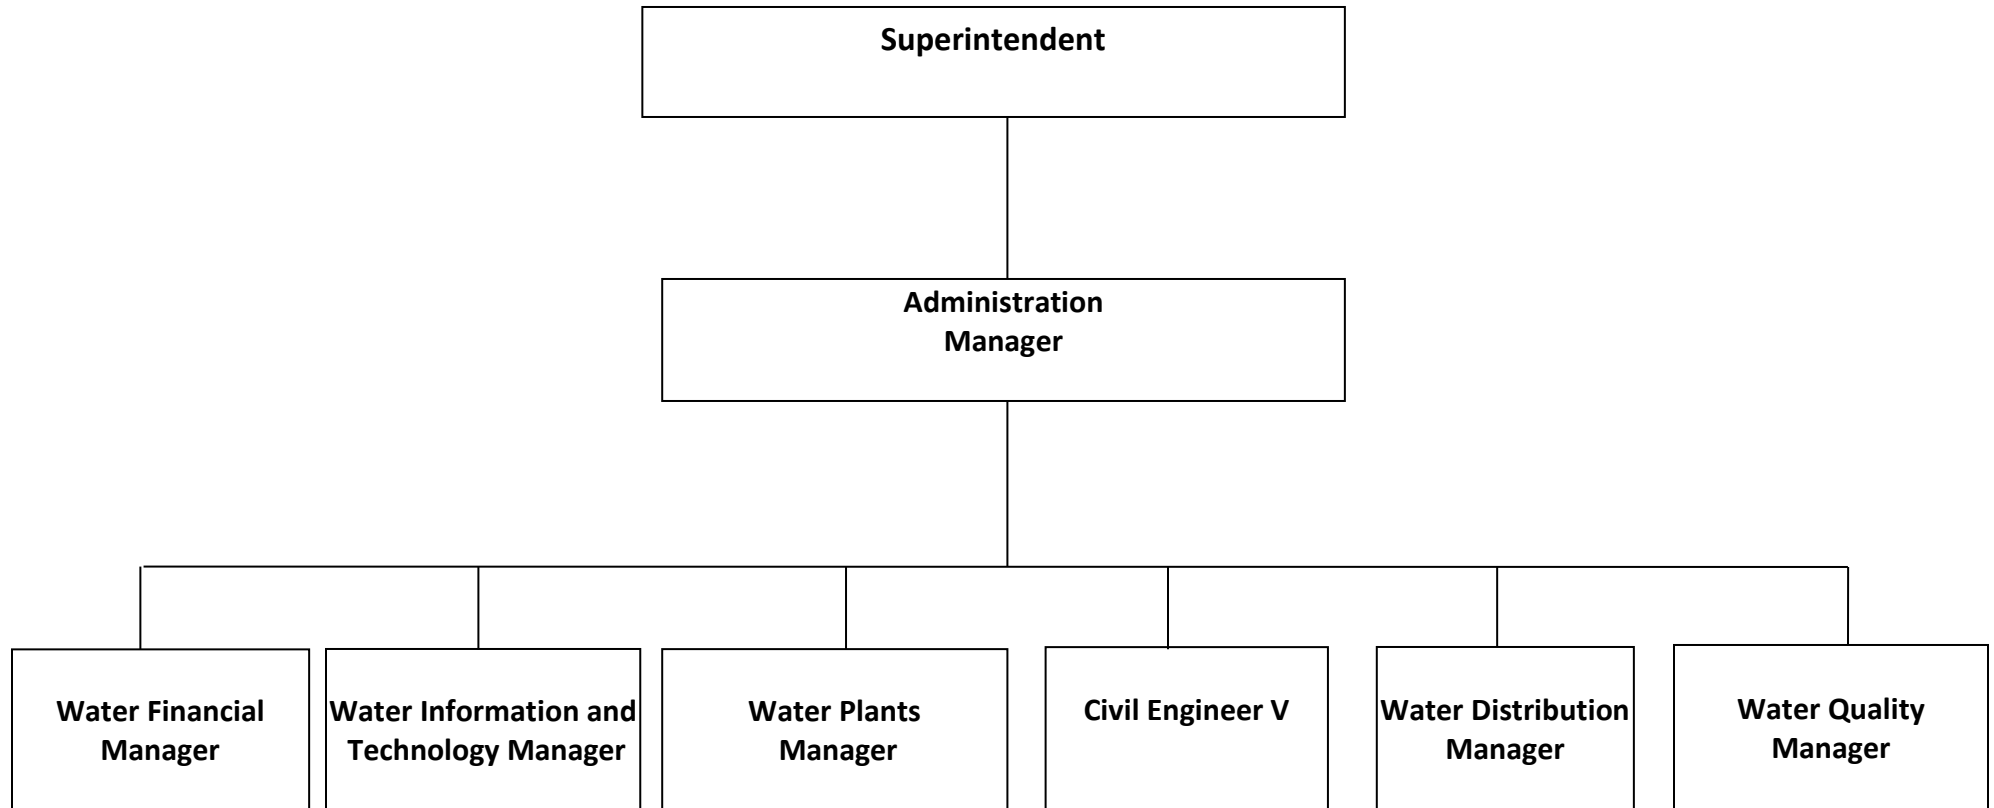 Superintendent
Administration
Manager
Water Financial
Manager
Water Information and
Technology Manager
Water Plants
Manager
Civil Engineer V
Water Distribution
Manager
Water Quality
Manager